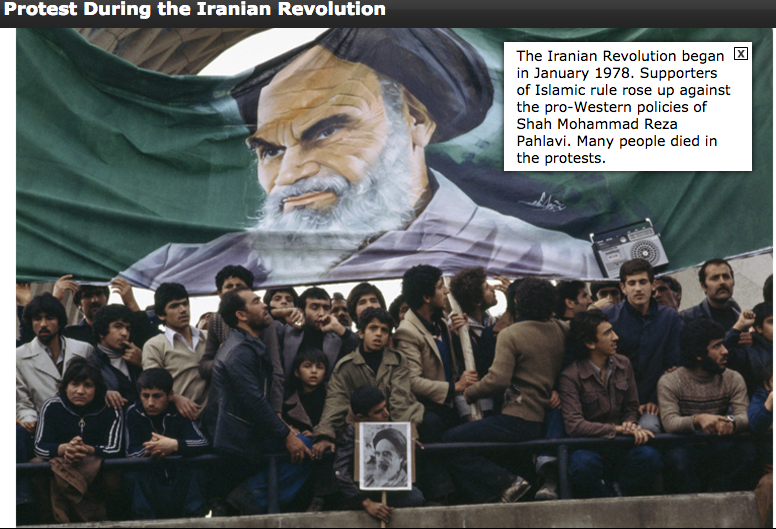 Protest During the Iranian Revolution
The Iranian Revolution began
in January 1978. Supporters
of Islamic rule rose up against
the pro-Western policies of
Shah Mohammad Reza
Pahlavi. Many people died in
the protests.
X